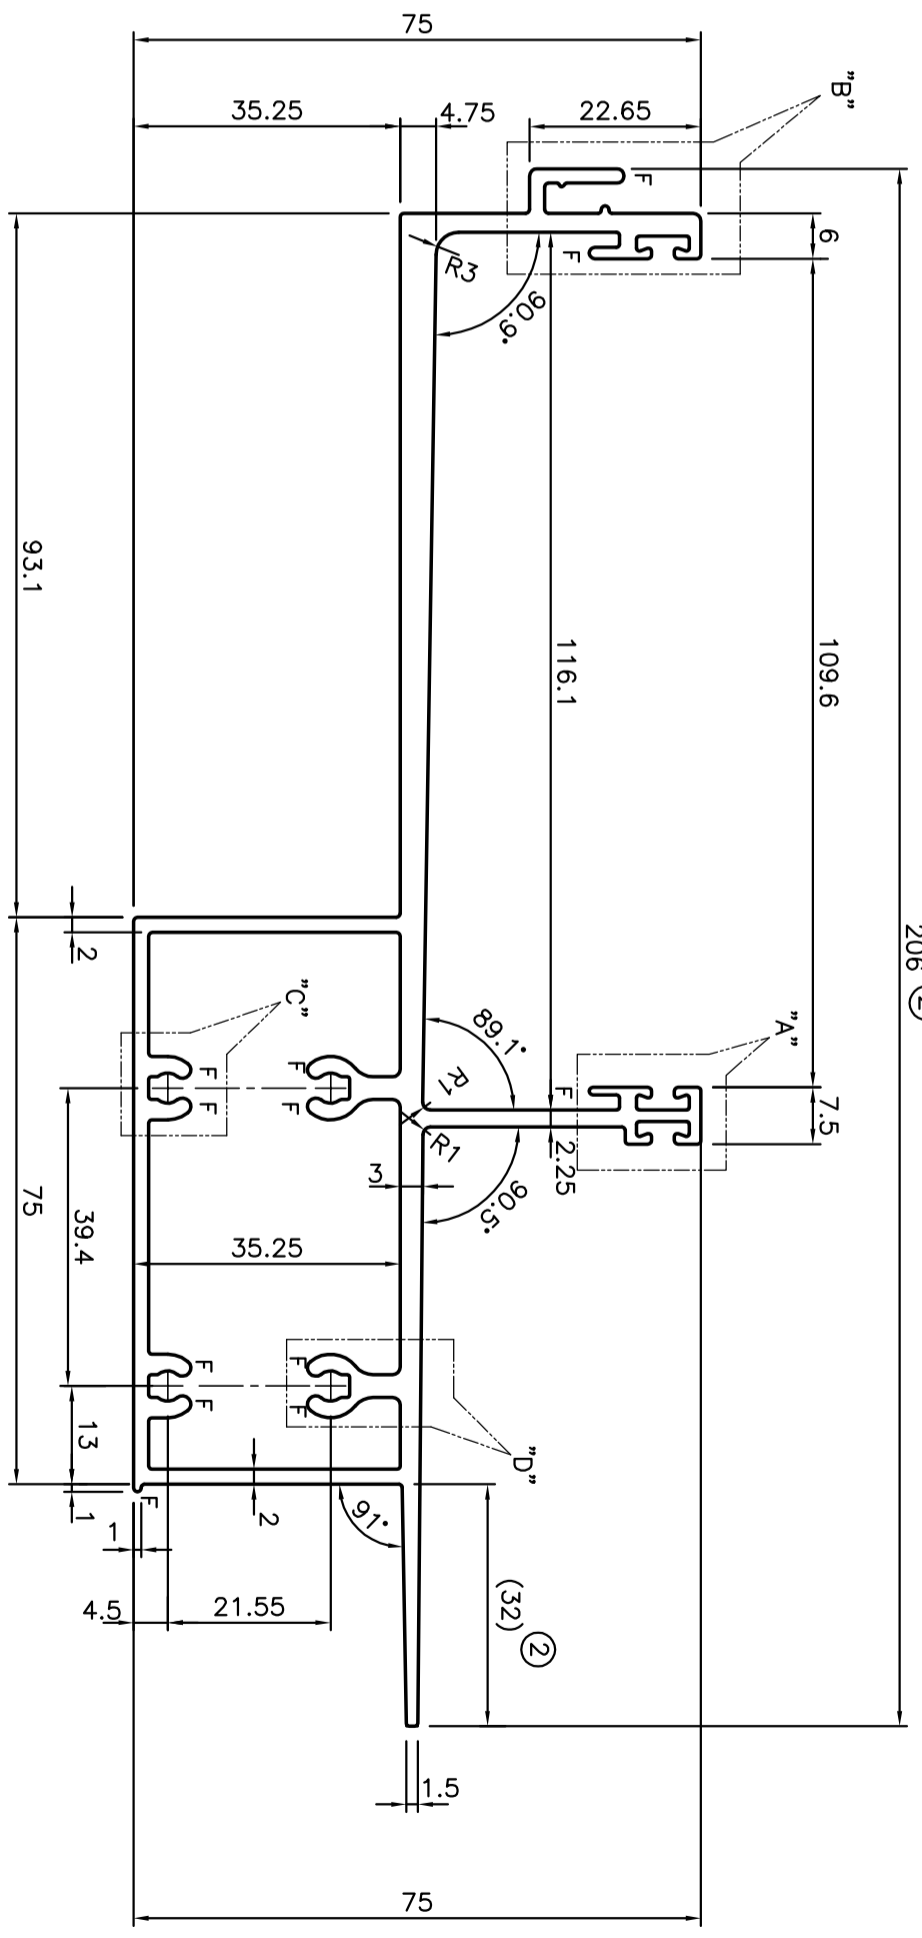 75
35.25
4.75
22.65
"B"
F
6
F
R3
90.9°
93.1
116.1
109.6
206 ②
2
"C"
89.1°
"A"
R1
F
7.5
F
F
F
F
R1
2.25
3
90.5°
75
39.4
35.25
F
F
F
F
13
"D"
F
2
1
91°
1
4.5
21.55
(32) ②
1.5
75